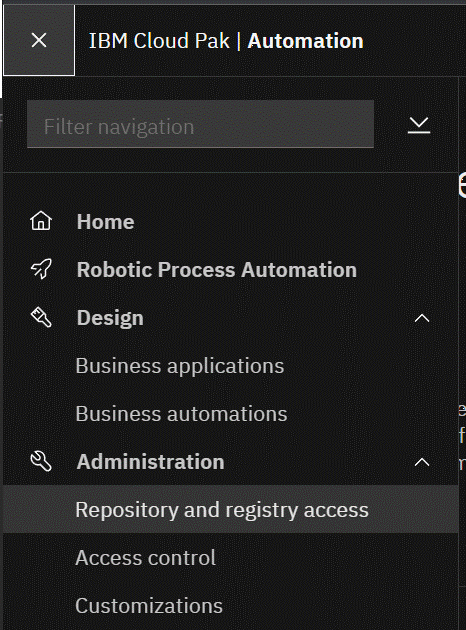 IBM Cloud Pak | Automation
Filter navigation
Home
Robotic Process Automation
Design
Business applications
Business automations
Administration
Repository and registry access
Access control
Customizations